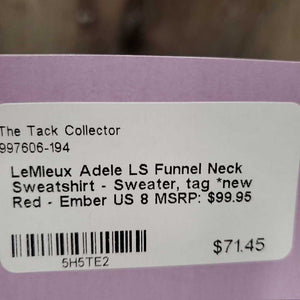 The Tack Collector
997606-194
LeMieux Adele LS Funnel Neck
Sweatshirt - Sweater, tag *new
Red - Ember US 8 MSRP: $99.95
5H5TE2
$71.45